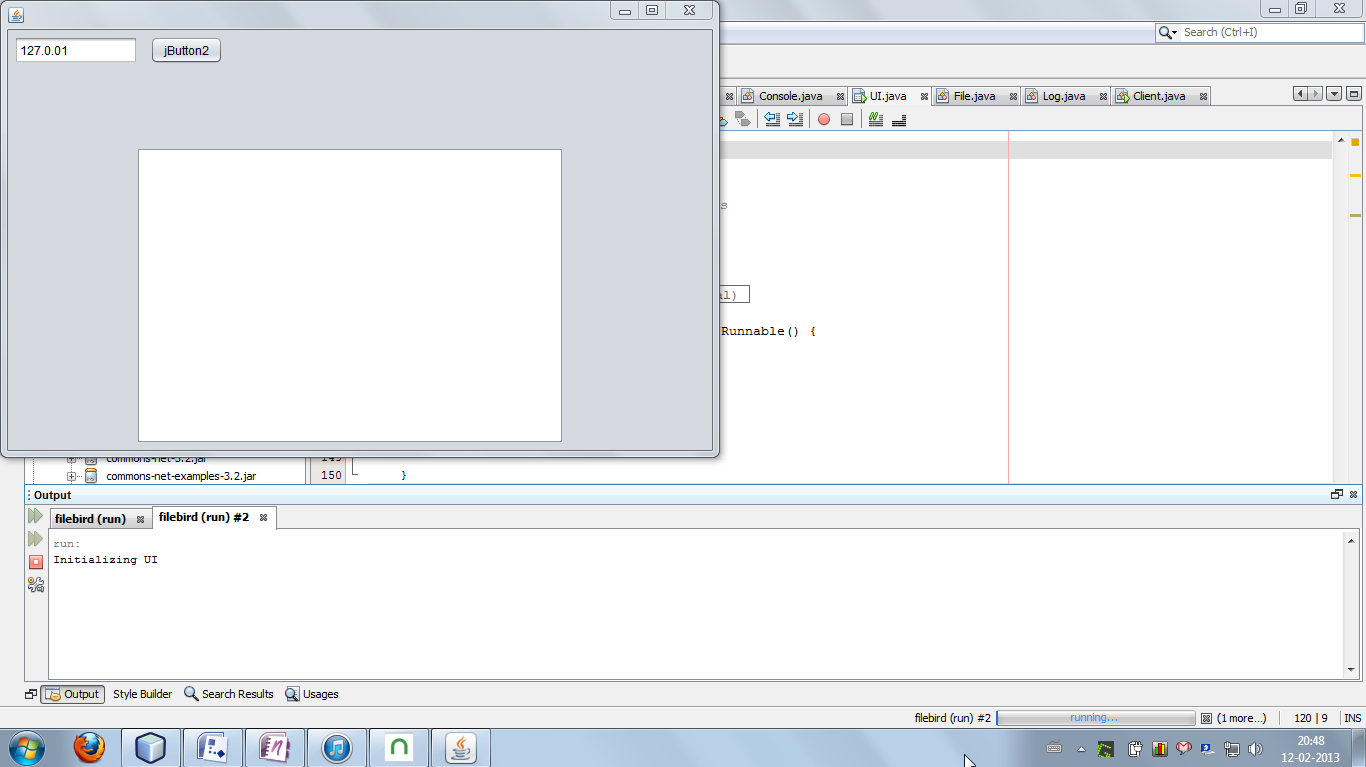 127.0.01
jButton2
Search (Ctrl+I)
Console.java
UI.java
File.java
Log.java
Client.java
s
al)
Runnable() {
commons-net-3.2.jar
149
commons-net-examples-3.2.jar
150
}
Output
filebird (run)
filebird (run) #2
run:
Initializing UI
Output
Style Builder
Search Results
Usages
filebird (run) #2
running...
(1 more...)
120 | 9
INS
20:48
12-02-2013